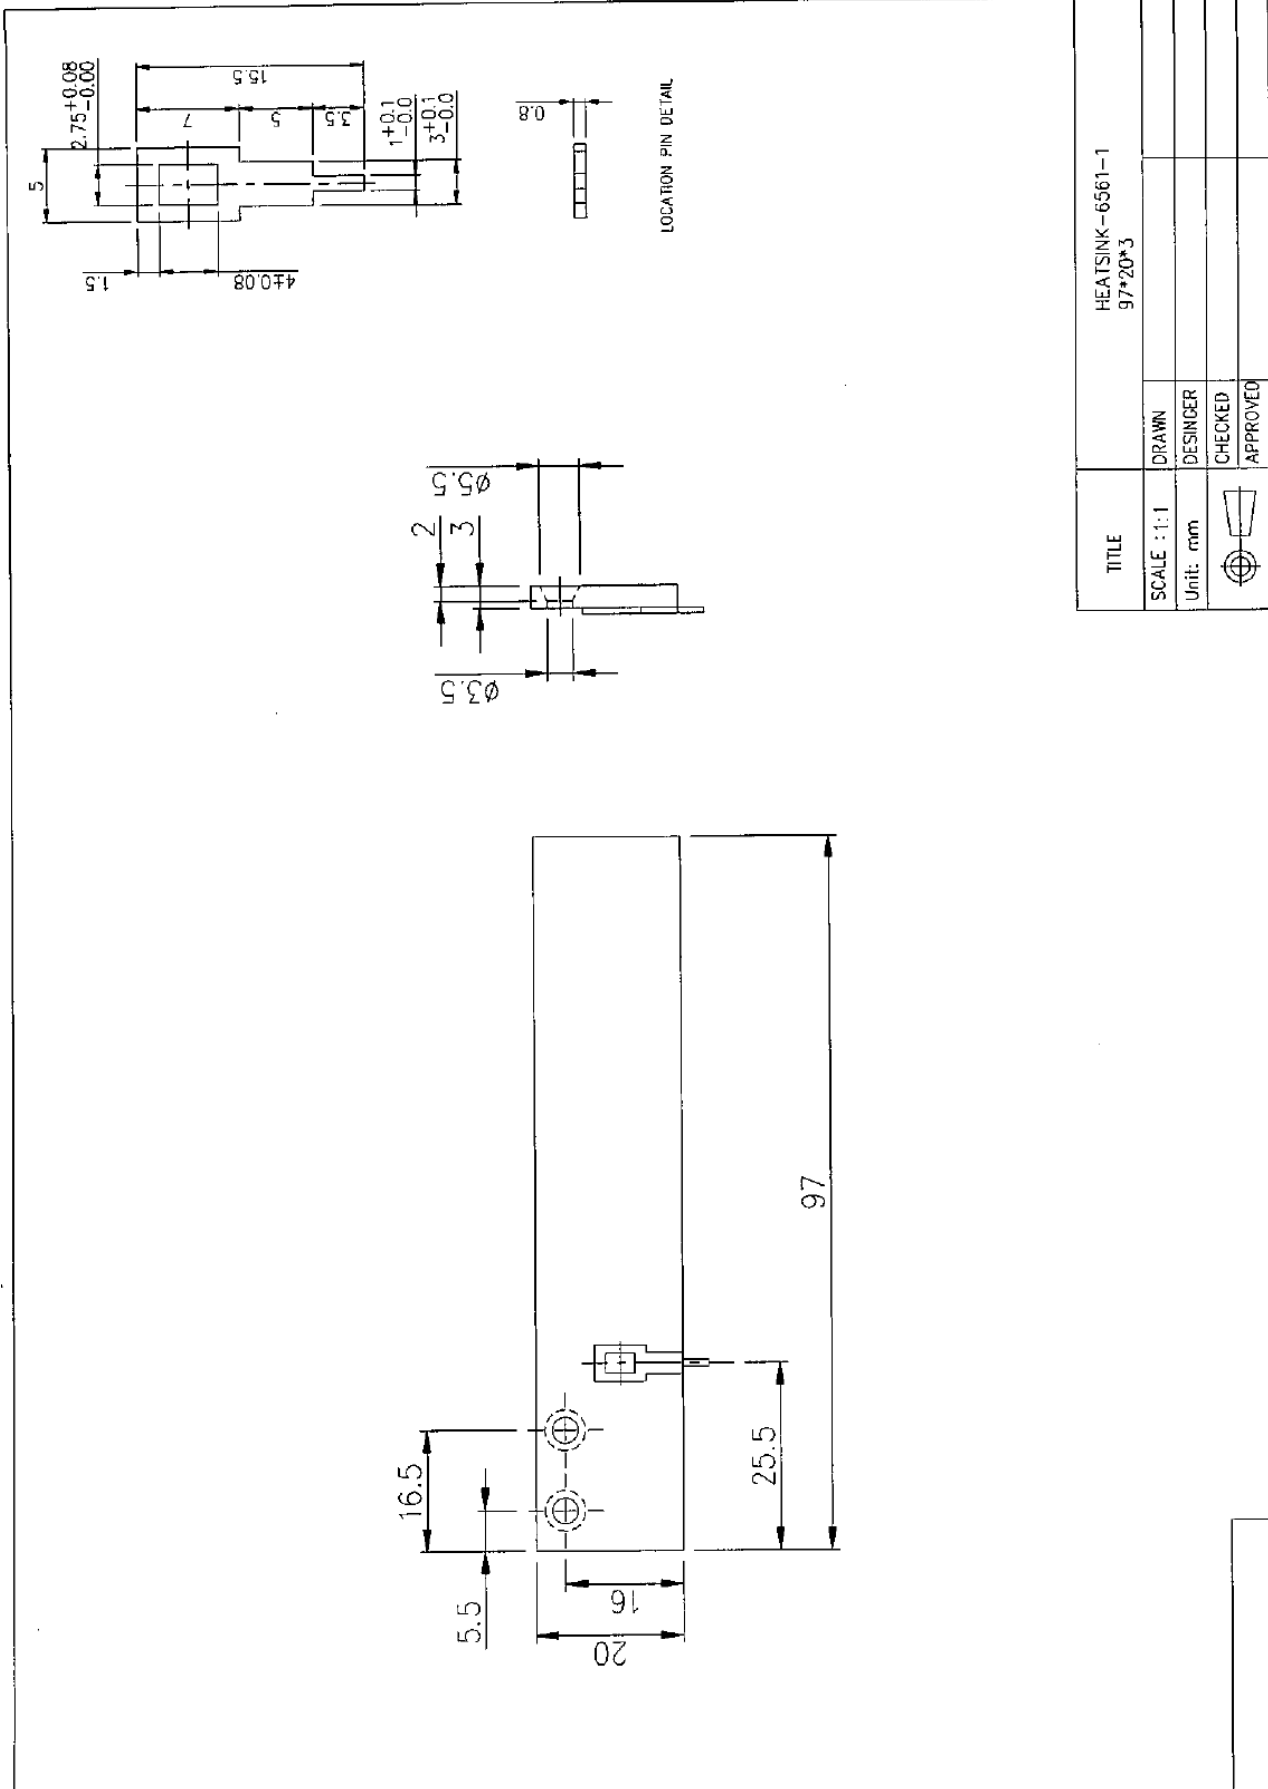 5
2.75+0.08
-0.00
15.5
7
5
3.5
1+0.1
-0.0
3+0.1
-0.0
1.5
4±0.08
0.8
LOCATION PIN DETAIL
Ø5.5
2
3
Ø3.5
97
16.5
25.5
5.5
16
20
TITLE
HEATSINK-6561-1
97*20*3
SCALE :1:1
DRAWN
Unit: mm
DESINGER
CHECKED
APPROVED